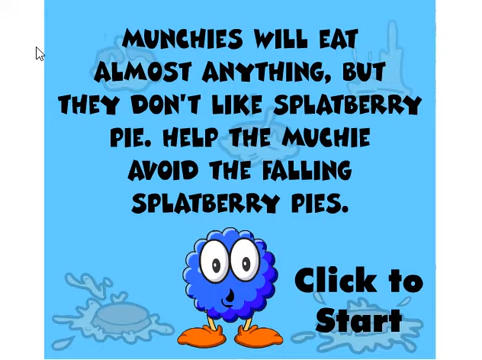 MUNCHIES WILL EAT
ALMOST ANYTHING, BUT
THEY DON'T LIKE SPLATBERRY
PIE. HELP THE MUCHIE
AVOID THE FALLING
SPLATBERRY PIES.
Click to
Start